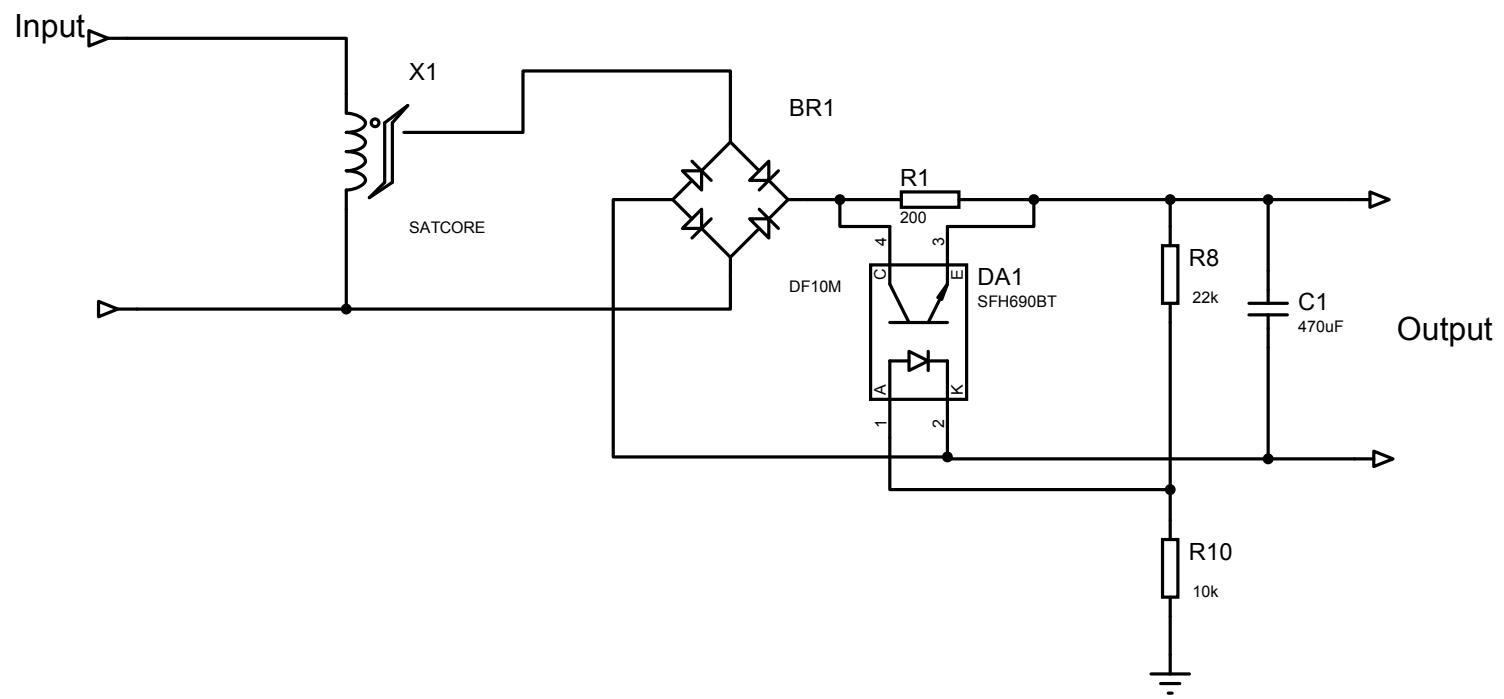 Input
X1
SATCORE
BR1
DF10M
R1
200
4
3
C
E
DA1
SFH690BT
A
K
1
2
R8
22k
C1
470uF
Output
R10
10k